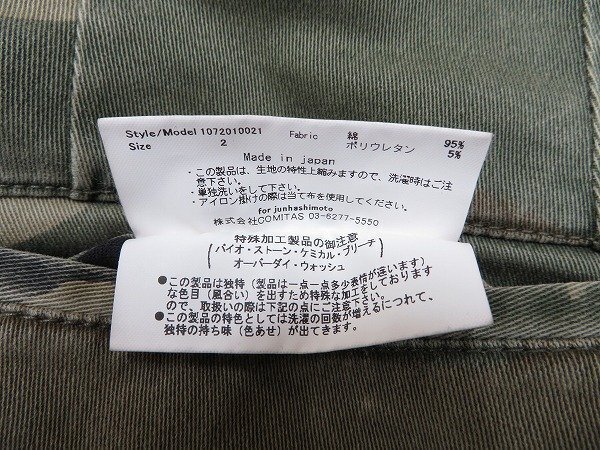 Style/Model 1072010021 Fabric 綿 95%
Size 2 ポリウレタン 5%
Made in japan
・この製品は、生地の特性上縮みますので、洗濯時はご注
意下さい。
・単独洗いをして下さい。
・アイロン掛けの際は当て布を使用してください。
for junhashimoto
株式会社COMITAS 03-6277-5550
特殊加工製品の御注意
(バイオ・ストーン・ケミカル・ブリーチ
オーバーダイ・ウォッシュ)
●この製品は独特(製品は一点一点多少表情が違います)
な色目(風合い)を出すため特殊な加工をしております
ので、取扱いの際は下記の点にご注意下さい。
●この製品の特色としては洗濯の回数が増えるにつれて、
独特の持ち味(色あせ)が出てきます。